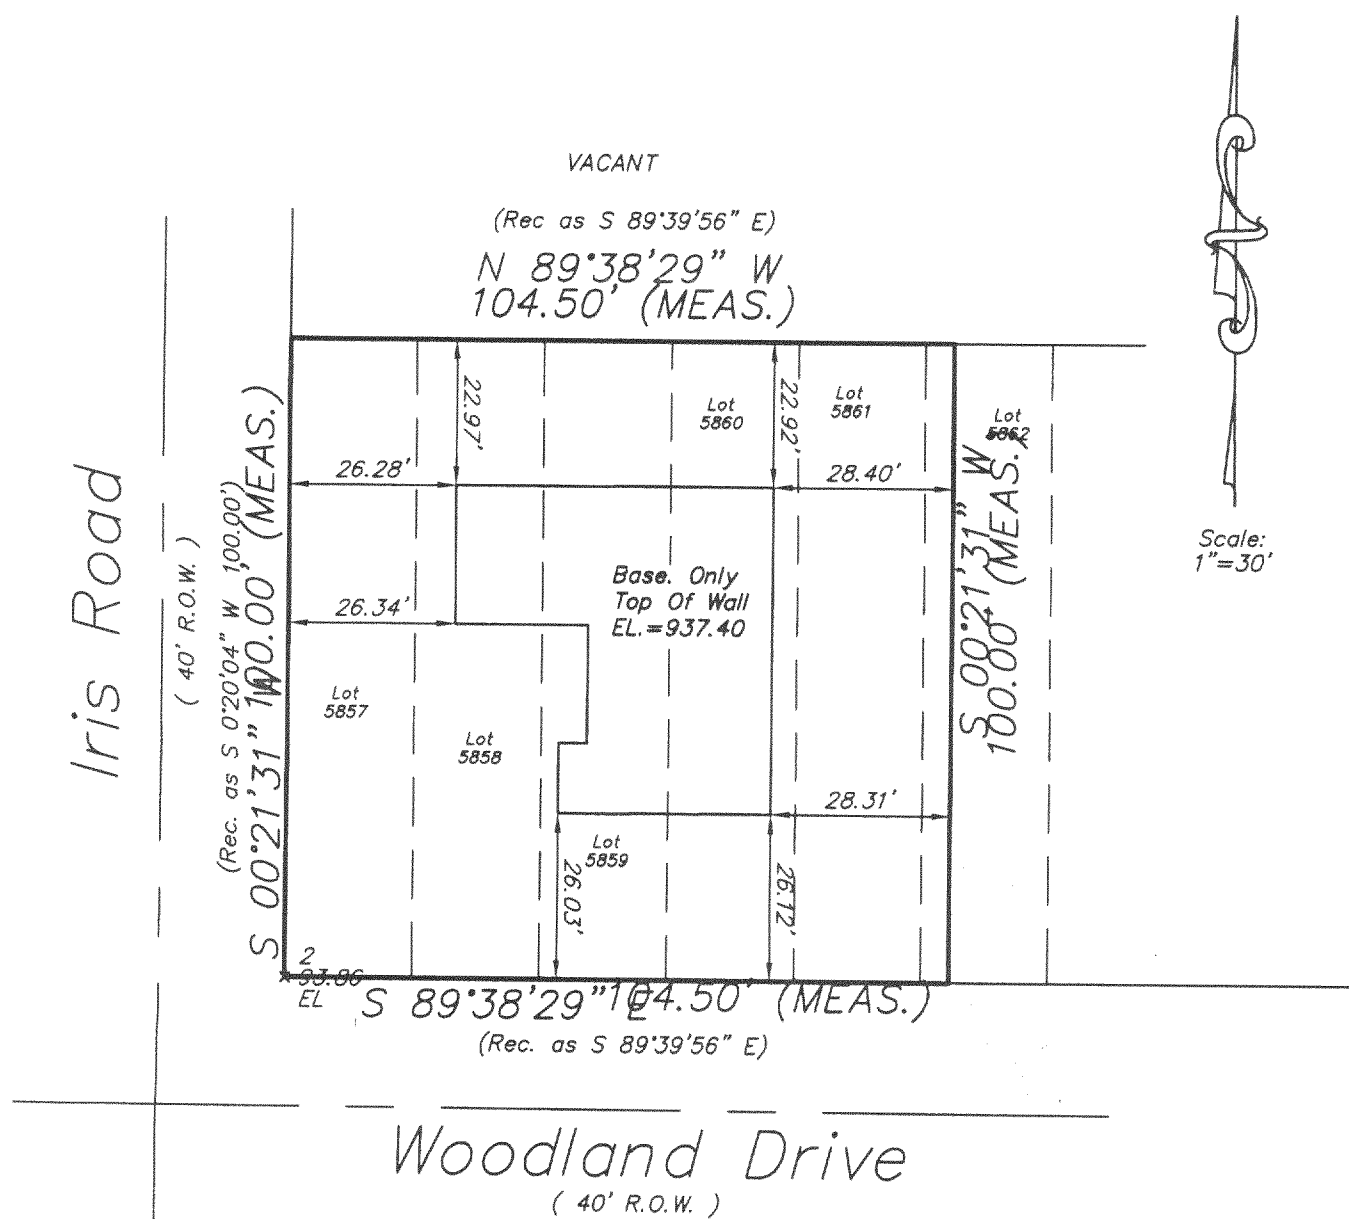 VACANT
(Rec as S 89°39'56" E)
N 89°38'29" W
104.50' (MEAS.)
22.97'
22.92'
Lot
5860
Lot
5861
Lot
5862
26.28'
28.40'
S 00°21'31" W
100.00' (MEAS.)
Scale:
1"=30'
Iris Road
( 40' R.O.W. )
(Rec. as S 0°20'04" W 100.00')
S 00°21'31" W
100.00' (MEAS.)
Base. Only
Top Of Wall
EL.=937.40
26.34'
Lot
5857
Lot
5858
28.31'
Lot
5859
26.03'
26.12'
2
93.86
EL
S 89°38'29" E
104.50' (MEAS.)
(Rec. as S 89°39'56" E)
Woodland Drive
( 40' R.O.W. )